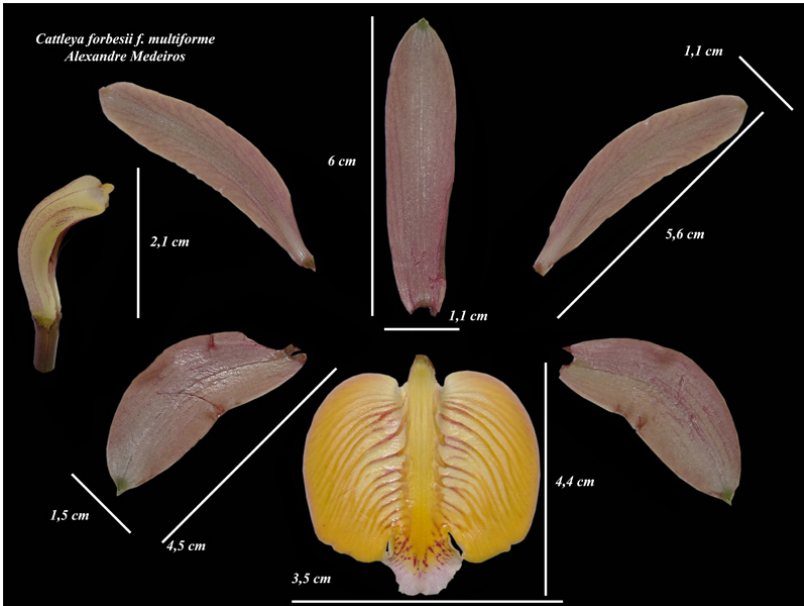 Cattleya forbesii f. multiforme
Alexandre Medeiros
1,1 cm
6 cm
5,6 cm
2,1 cm
1,1 cm
4,4 cm
1,5 cm
4,5 cm
3,5 cm